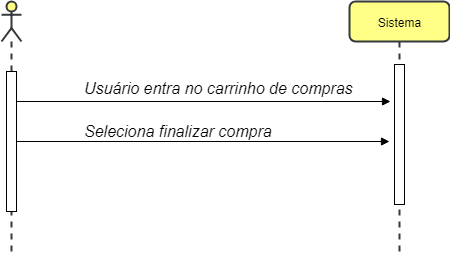 Sistema
Usuário entra no carrinho de compras
Seleciona finalizar compra